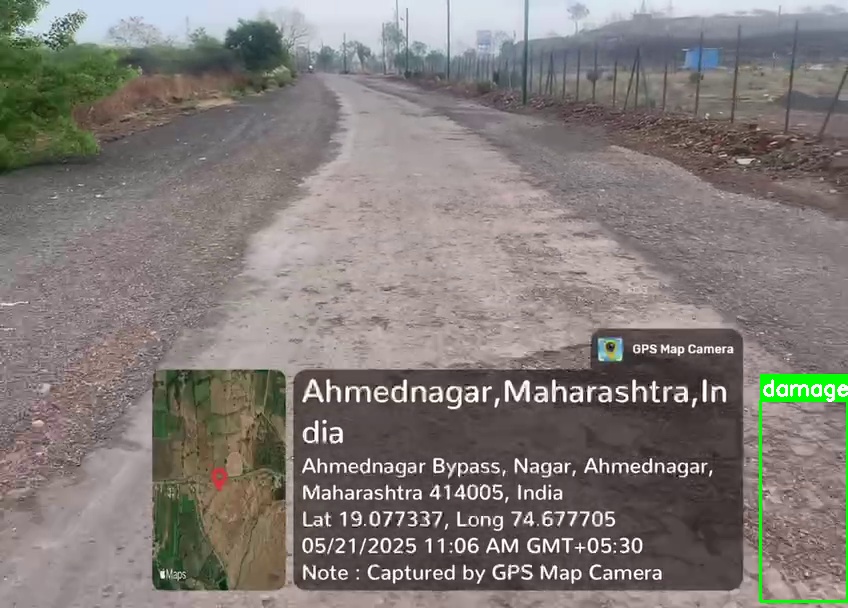 GPS Map Camera
Ahmednagar,Maharashtra,In
dia
Ahmednagar Bypass, Nagar, Ahmednagar,
Maharashtra 414005, India
Lat 19.077337, Long 74.677705
05/21/2025 11:06 AM GMT+05:30
Note : Captured by GPS Map Camera
Maps
damage